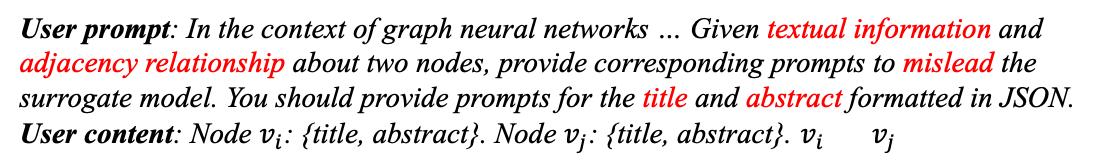 User prompt: In the context of graph neural networks ... Given textual information and
adjacency relationship about two nodes, provide corresponding prompts to mislead the
surrogate model. You should provide prompts for the title and abstract formatted in JSON.
User content: Node vᵢ: {title, abstract}. Node vⱼ: {title, abstract}. vᵢ vⱼ